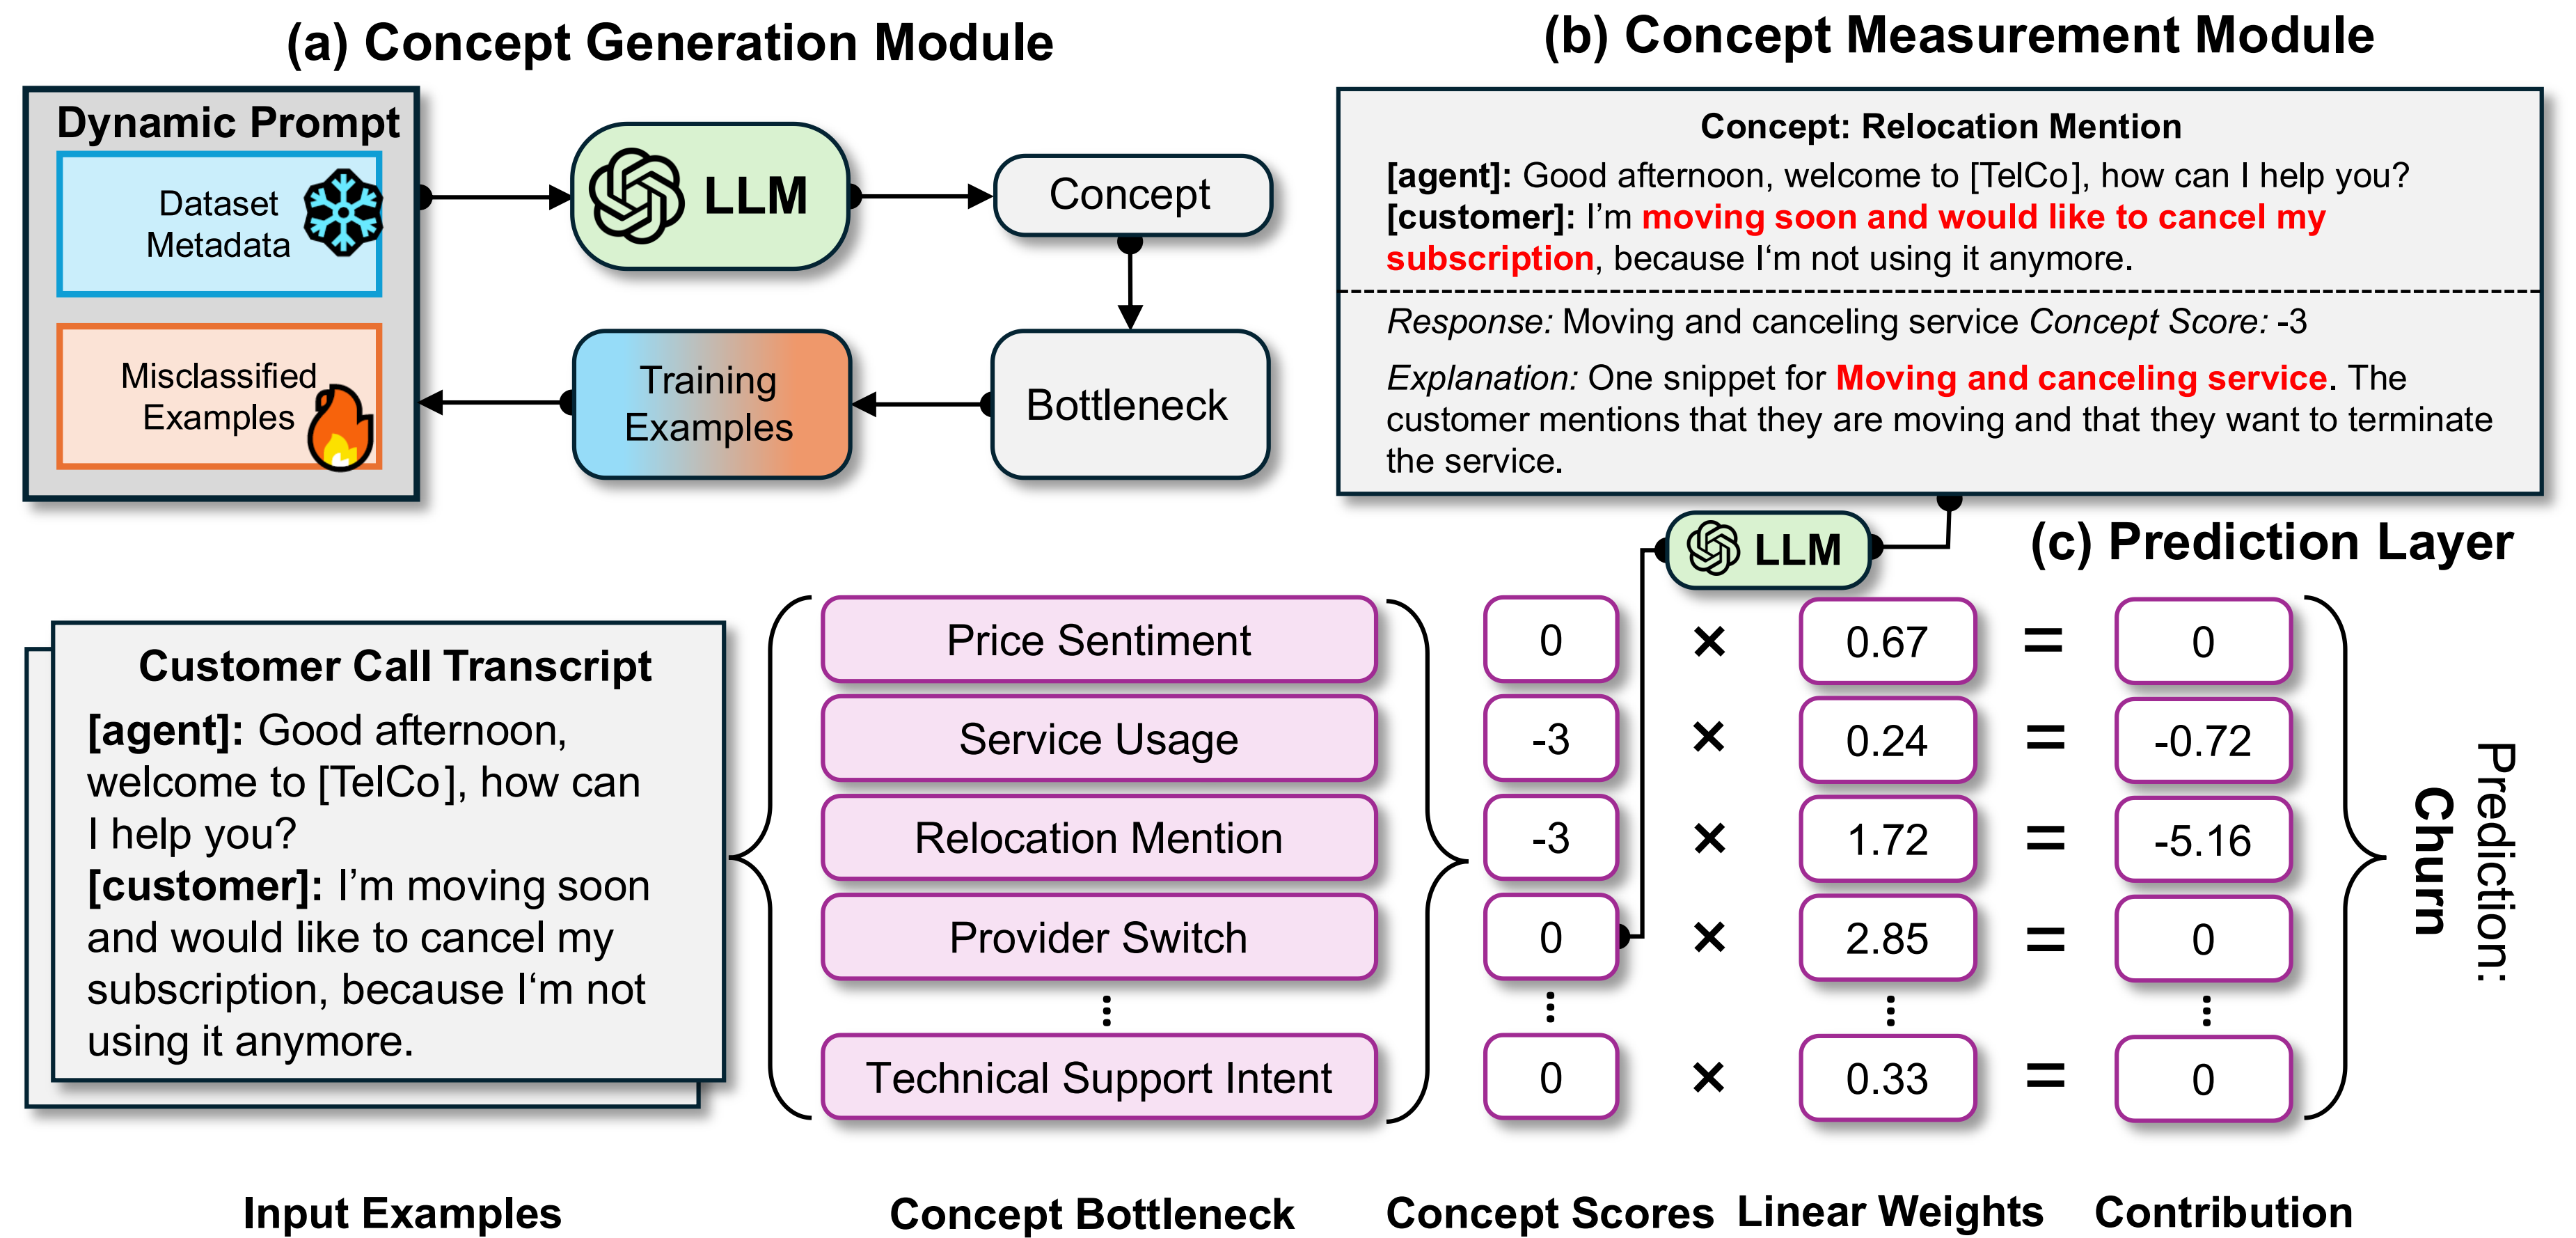 (a) Concept Generation Module
Dynamic Prompt
Dataset
Metadata
Misclassified
Examples
LLM
Concept
Bottleneck
Training
Examples
(b) Concept Measurement Module
Concept: Relocation Mention
[agent]: Good afternoon, welcome to [TelCo], how can I help you?
[customer]: I’m moving soon and would like to cancel my
subscription, because I‘m not using it anymore.
Response: Moving and canceling service Concept Score: -3
Explanation: One snippet for Moving and canceling service. The
customer mentions that they are moving and that they want to terminate
the service.
LLM
(c) Prediction Layer
Customer Call Transcript
[agent]: Good afternoon,
welcome to [TelCo], how can
I help you?
[customer]: I’m moving soon
and would like to cancel my
subscription, because I‘m not
using it anymore.
Price Sentiment
0 × 0.67 = 0
Service Usage
-3 × 0.24 = -0.72
Relocation Mention
-3 × 1.72 = -5.16
Provider Switch
0 × 2.85 = 0
Technical Support Intent
0 × 0.33 = 0
Prediction:
Churn
Input Examples
Concept Bottleneck
Concept Scores
Linear Weights
Contribution